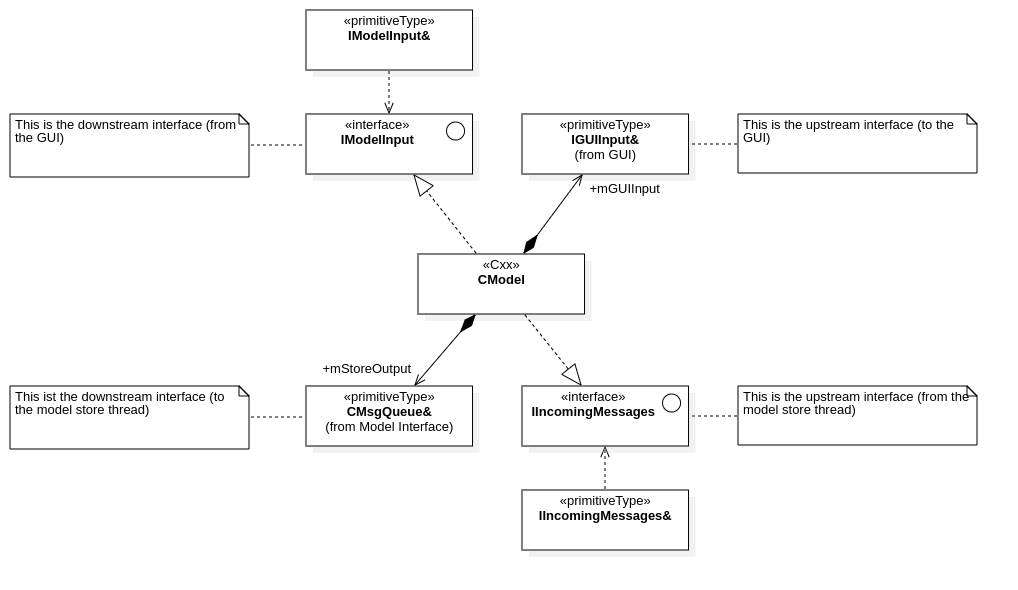 «primitiveType»
IModelInput&
This is the downstream interface (from
the GUI)
«interface»
IModelInput
«primitiveType»
IGUIInput&
(from GUI)
This is the upstream interface (to the
GUI)
+mGUIInput
«Cxx»
CModel
+mStoreOutput
This ist the downstream interface (to
the model store thread)
«primitiveType»
CMsgQueue&
(from Model Interface)
«interface»
IIncomingMessages
This is the upstream interface (from the
model store thread)
«primitiveType»
IIncomingMessages&